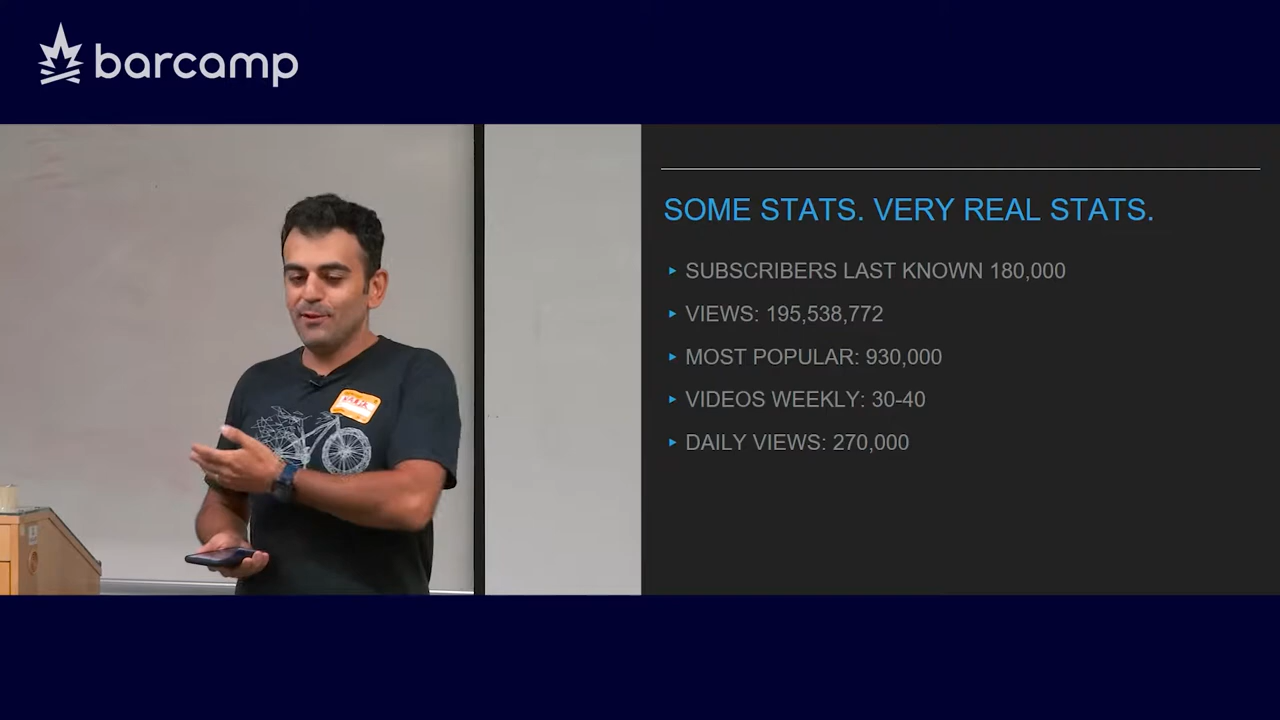 barcamp
SOME STATS. VERY REAL STATS.
SUBSCRIBERS LAST KNOWN 180,000
VIEWS: 195,538,772
MOST POPULAR: 930,000
VIDEOS WEEKLY: 30-40
DAILY VIEWS: 270,000